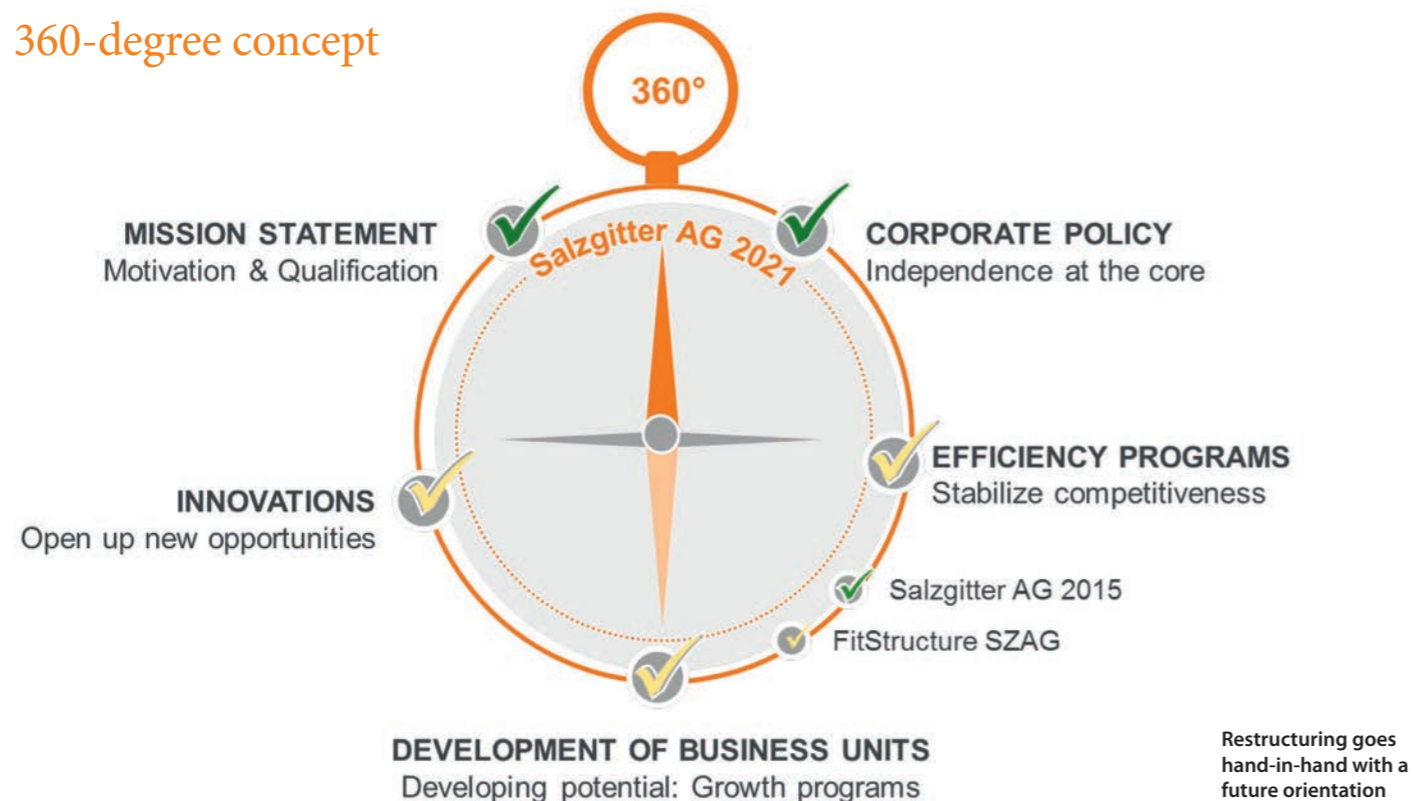 360-degree concept
360°
Salzgitter AG 2021
MISSION STATEMENT
Motivation & Qualification
CORPORATE POLICY
Independence at the core
EFFICIENCY PROGRAMS
Stabilize competitiveness
INNOVATIONS
Open up new opportunities
Salzgitter AG 2015
FitStructure SZAG
DEVELOPMENT OF BUSINESS UNITS
Developing potential: Growth programs
Restructuring goes
hand-in-hand with a
future orientation